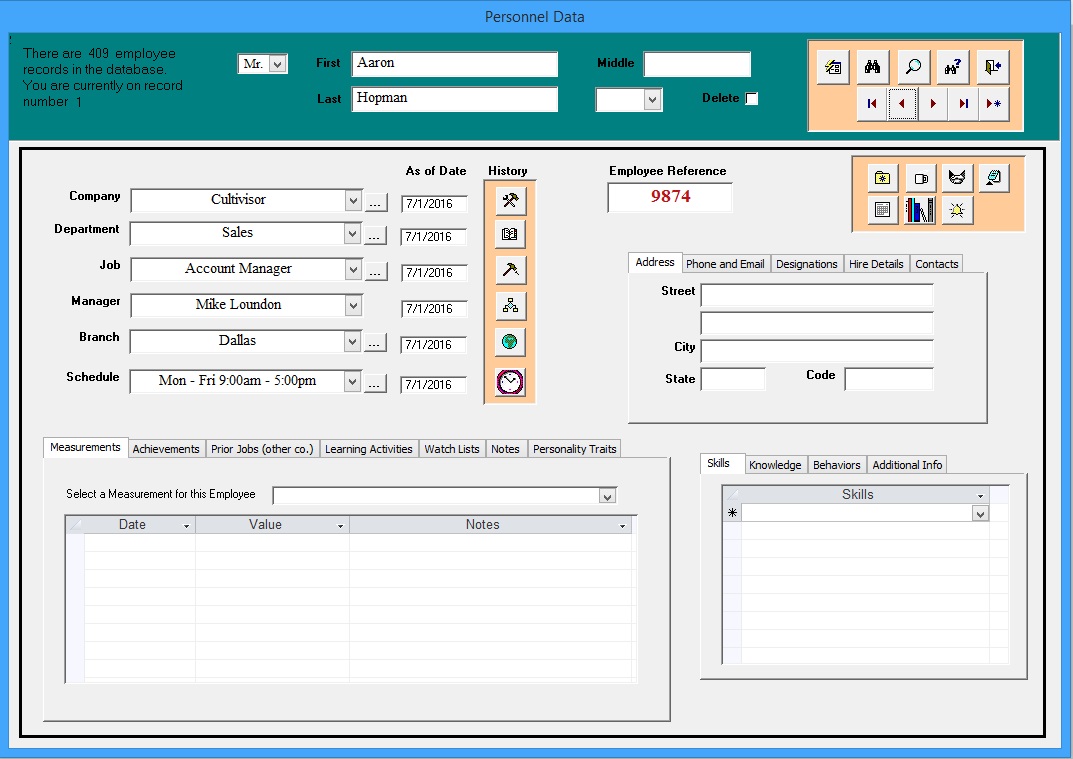 Personnel Data
There are 409 employee
records in the database.
You are currently on record
number 1
Mr.
First Aaron
Middle
Last Hopman
Delete
As of Date History
Company Cultivisor ... 7/1/2016
Department Sales ... 7/1/2016
Job Account Manager ... 7/1/2016
Manager Mike Loundon 7/1/2016
Branch Dallas ... 7/1/2016
Schedule Mon - Fri 9:00am - 5:00pm ... 7/1/2016
Employee Reference
9874
Address Phone and Email Designations Hire Details Contacts
Street
City
State Code
Measurements Achievements Prior Jobs (other co.) Learning Activities Watch Lists Notes Personality Traits
Select a Measurement for this Employee
Date Value Notes
Skills Knowledge Behaviors Additional Info
Skills